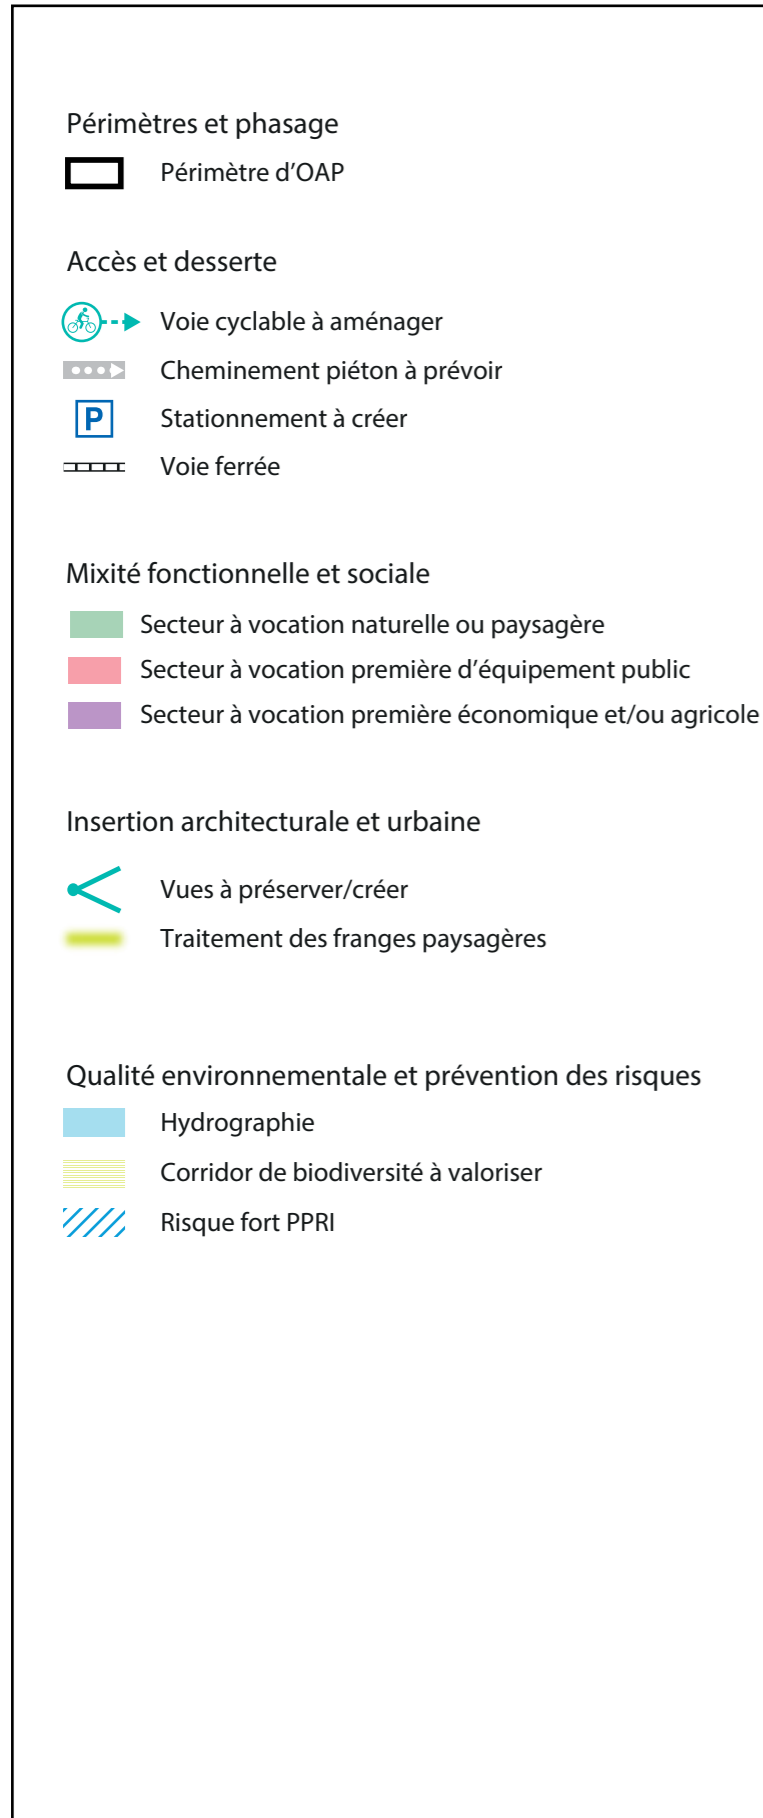 Périmètres et phasage
Périmètre d’OAP
Accès et desserte
Voie cyclable à aménager
Cheminement piéton à prévoir
P Stationnement à créer
Voie ferrée
Mixité fonctionnelle et sociale
Secteur à vocation naturelle ou paysagère
Secteur à vocation première d’équipement public
Secteur à vocation première économique et/ou agricole
Insertion architecturale et urbaine
Vues à préserver/créer
Traitement des franges paysagères
Qualité environnementale et prévention des risques
Hydrographie
Corridor de biodiversité à valoriser
Risque fort PPRI